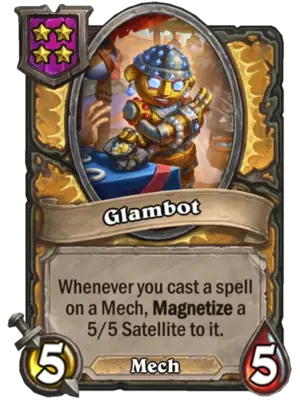 Glambot
Whenever you cast a spell
on a Mech, Magnetize a
5/5 Satellite to it.
5
Mech
5